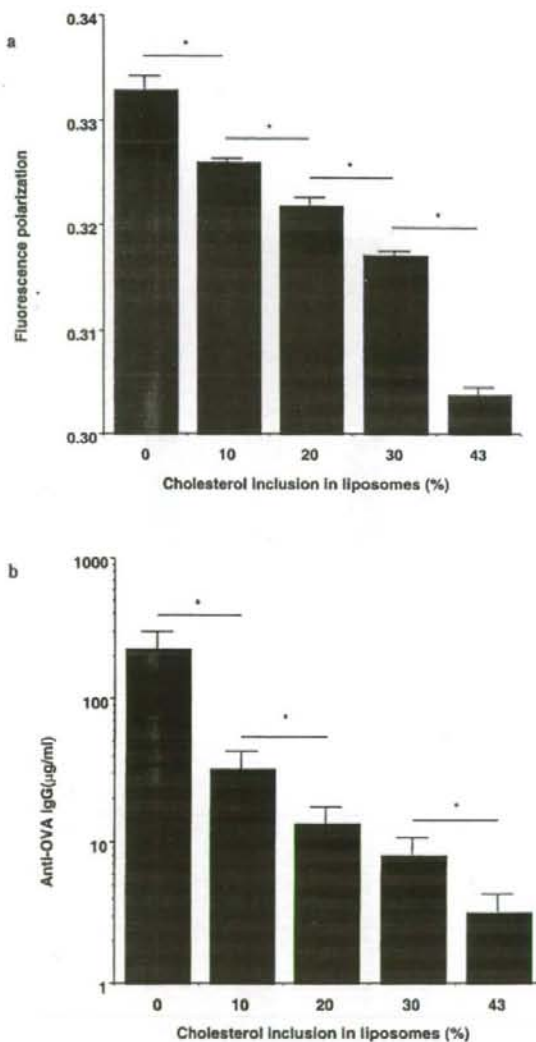 a
0.34
0.33
0.32
0.31
0.30
Fluorescence polarization
*
*
*
*
0 10 20 30 43
Cholesterol Inclusion in liposomes (%)
b
1000
100
10
1
Anti-OVA IgG(µg/ml)
*
*
*
0 10 20 30 43
Cholesterol Inclusion in liposomes (%)